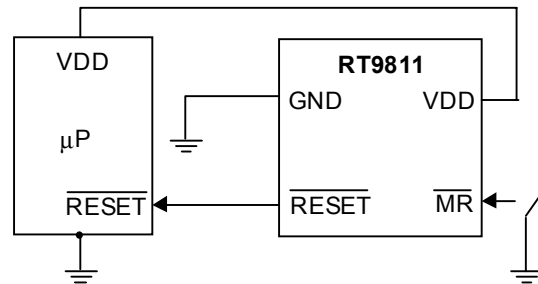 VDD
μP
RESET
RT9811
GND VDD
RESET MR